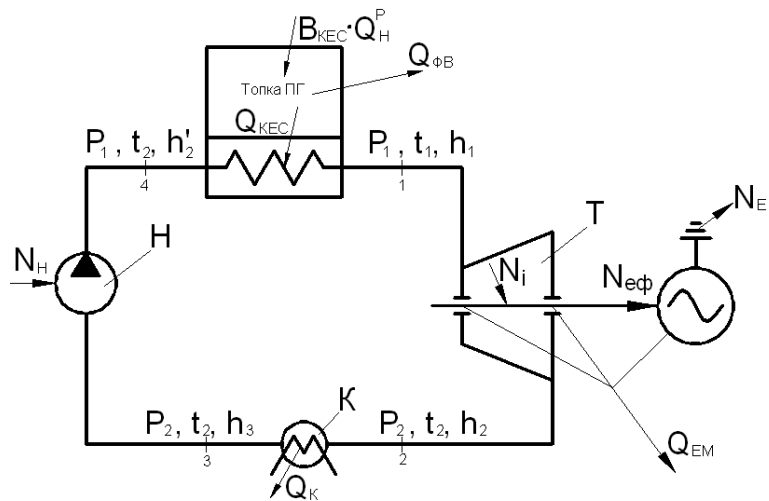 BКЕС·QНР
QФВ
Топка ПГ
QКЕС
P1, t2, h'2
4
P1, t1, h1
1
NЕ
Т
NН
Н
Ni
Nеф
К
P2, t2, h3
3
P2, t2, h2
2
QК
QЕМ